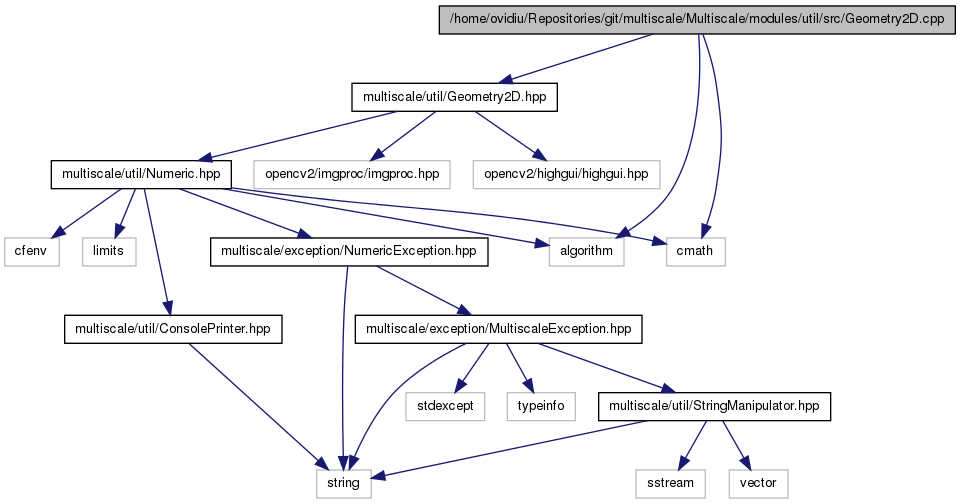 /home/ovidiu/Repositories/git/multiscale/Multiscale/modules/util/src/Geometry2D.cpp
multiscale/util/Geometry2D.hpp
multiscale/util/Numeric.hpp
opencv2/imgproc/imgproc.hpp
opencv2/highgui/highgui.hpp
cfenv
limits
multiscale/exception/NumericException.hpp
algorithm
cmath
multiscale/util/ConsolePrinter.hpp
multiscale/exception/MultiscaleException.hpp
stdexcept
typeinfo
multiscale/util/StringManipulator.hpp
string
sstream
vector